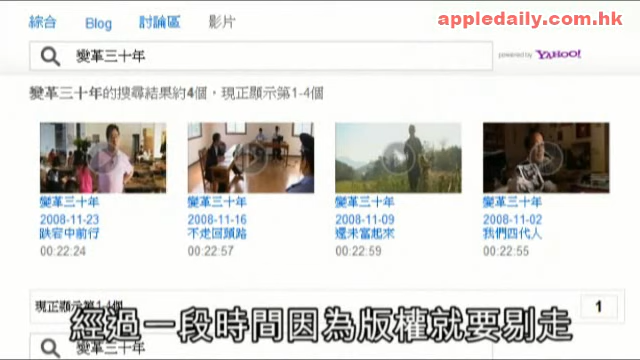 appledaily.com.hk
綜合 Blog 討論區 影片
變革三十年
powered by YAHOO!
變革三十年的搜尋結果約4個，現正顯示第1-4個
變革三十年 變革三十年 變革三十年 變革三十年
2008-11-23 2008-11-16 2008-11-09 2008-11-02
跌宕中前行 不走回頭路 還未富起來 我們四代人
00:22:24 00:22:57 00:22:59 00:22:55
現正顯示第1-4個 1
經過一段時間因為版權就要剔走
變革三十年